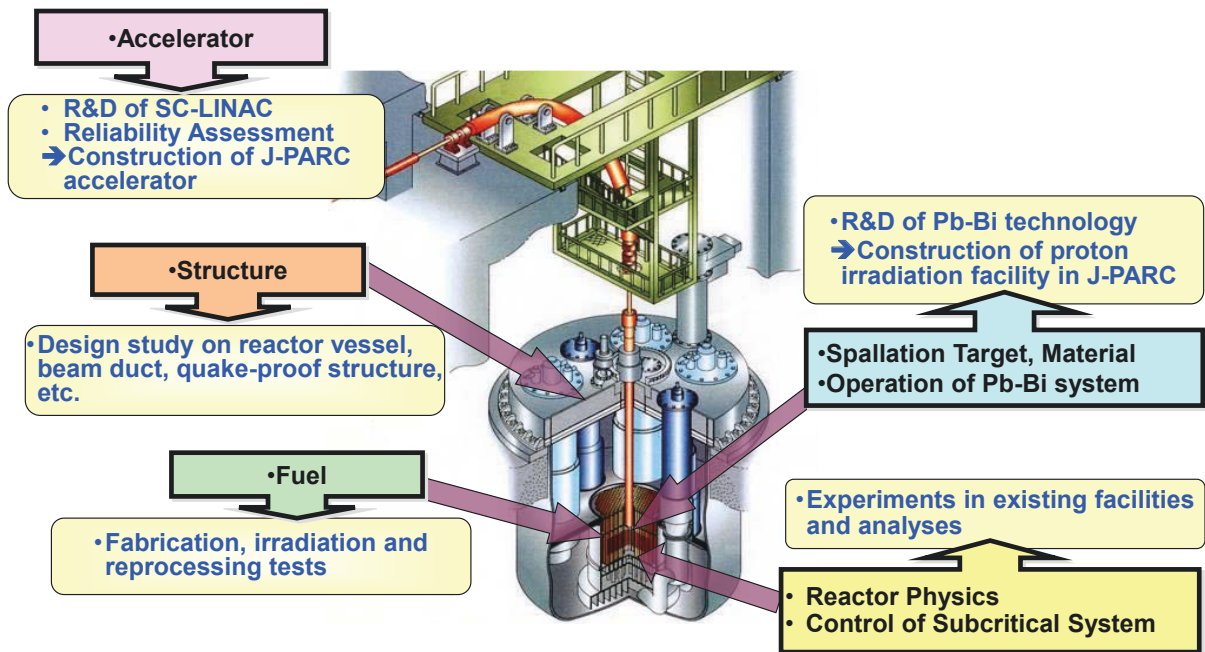 •Accelerator
• R&D of SC-LINAC
• Reliability Assessment
➔Construction of J-PARC
accelerator
•Structure
•Design study on reactor vessel,
beam duct, quake-proof structure,
etc.
•Fuel
•Fabrication, irradiation and
reprocessing tests
•R&D of Pb-Bi technology
➔Construction of proton
irradiation facility in J-PARC
•Spallation Target, Material
•Operation of Pb-Bi system
•Experiments in existing facilities
and analyses
• Reactor Physics
• Control of Subcritical System